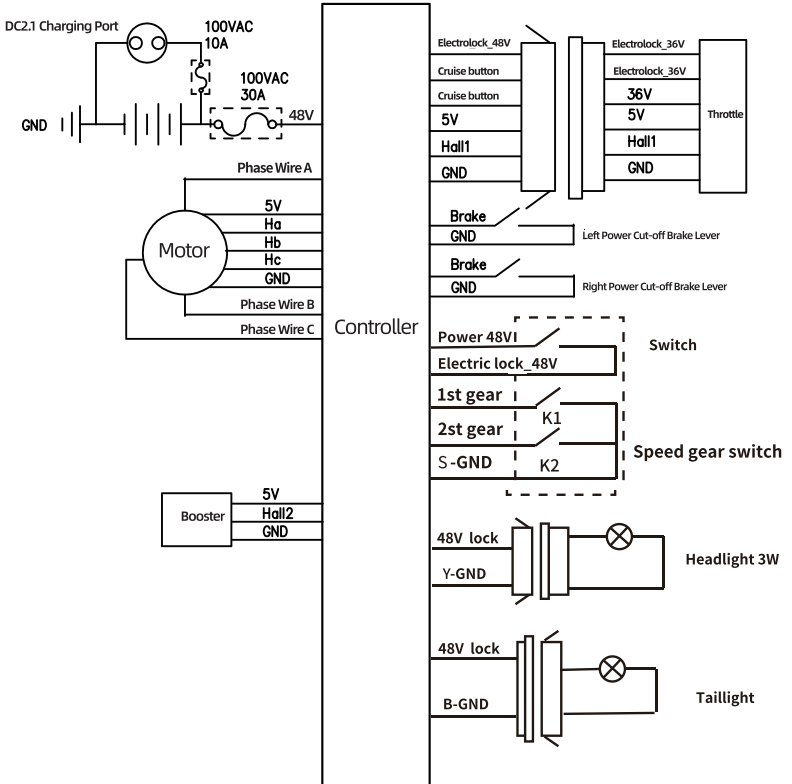 DC2.1 Charging Port
100VAC
10A
100VAC
30A
GND
48V
Phase Wire A
5V
Ha
Hb
Hc
GND
Phase Wire B
Phase Wire C
Motor
Controller
Booster
5V
Hall2
GND
Electrolock_48V
Cruise button
Cruise button
5V
Hall1
GND
Electrolock_36V
Electrolock_36V
36V
5V
Hall1
GND
Throttle
Brake
GND
Left Power Cut-off Brake Lever
Brake
GND
Right Power Cut-off Brake Lever
Power 48V
Electric lock_48V
Switch
1st gear
K1
2st gear
S-GND
K2
Speed gear switch
48V lock
Y-GND
Headlight 3W
48V lock
B-GND
Taillight